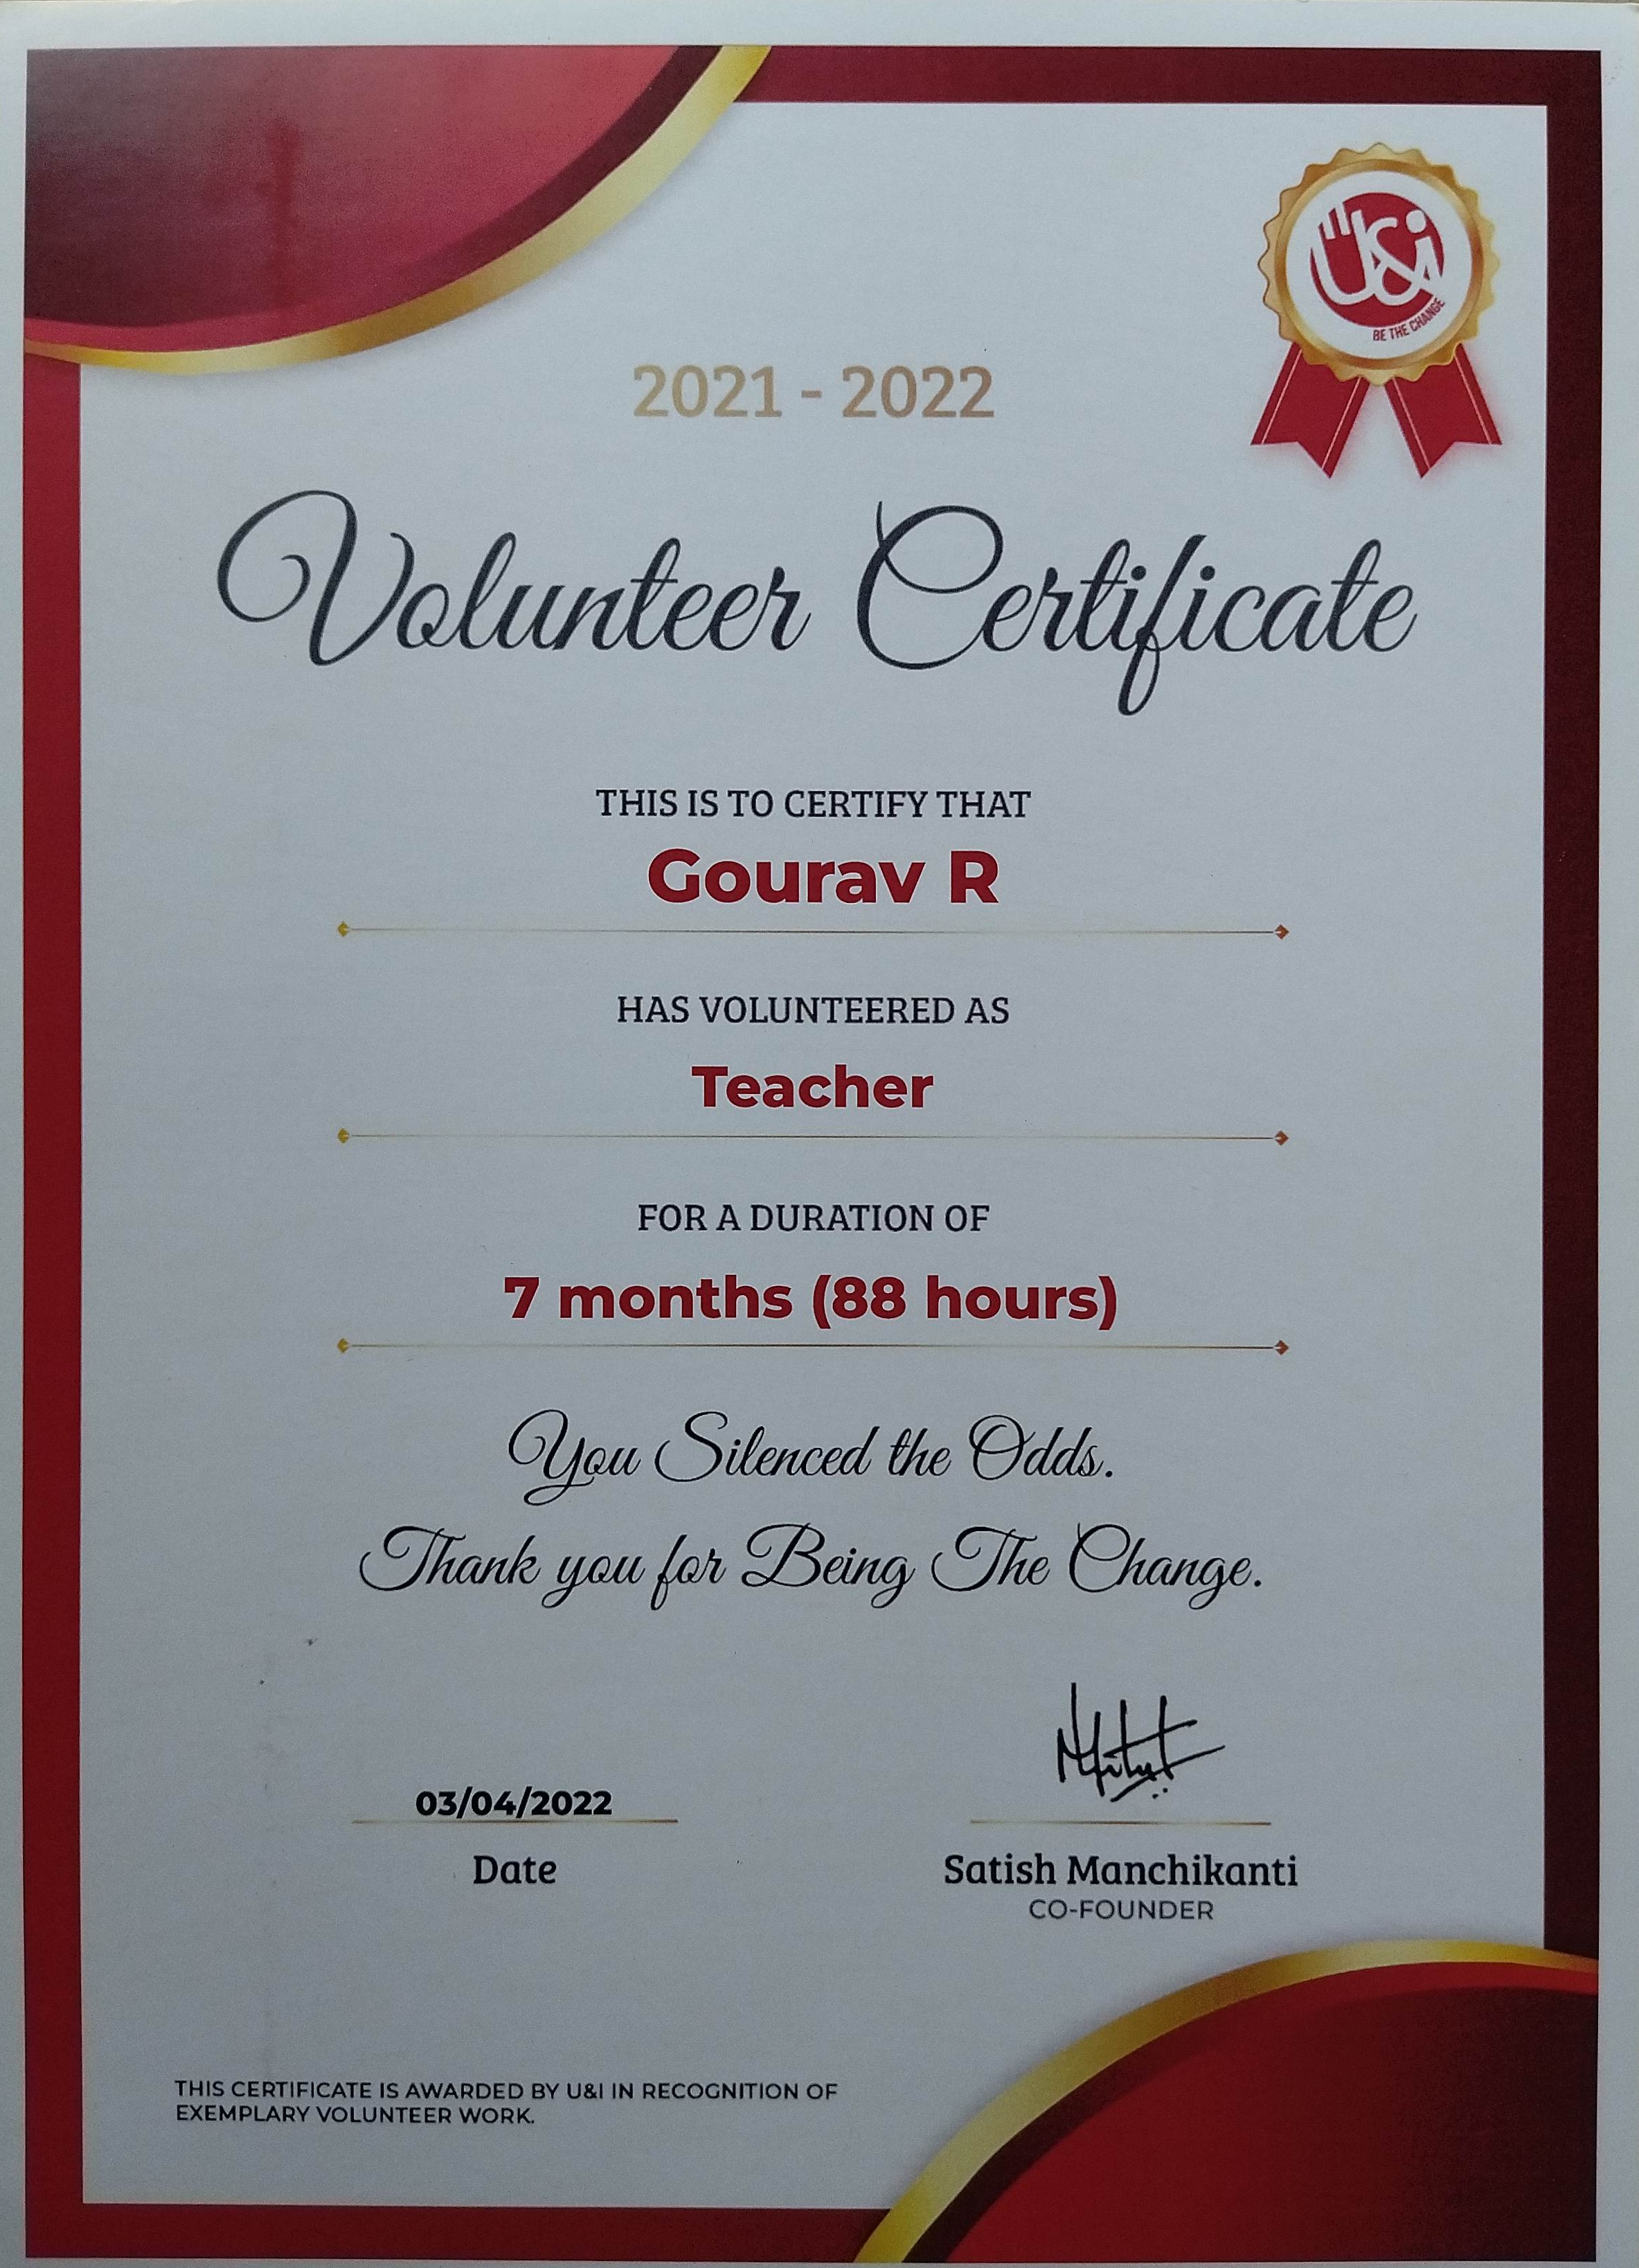 U&i
BE THE CHANGE
2021 - 2022
Volunteer Certificate
THIS IS TO CERTIFY THAT
Gourav R
HAS VOLUNTEERED AS
Teacher
FOR A DURATION OF
7 months (88 hours)
You Silenced the Odds.
Thank you for Being The Change.
03/04/2022
Date
Satish Manchikanti
CO-FOUNDER
THIS CERTIFICATE IS AWARDED BY U&I IN RECOGNITION OF
EXEMPLARY VOLUNTEER WORK.